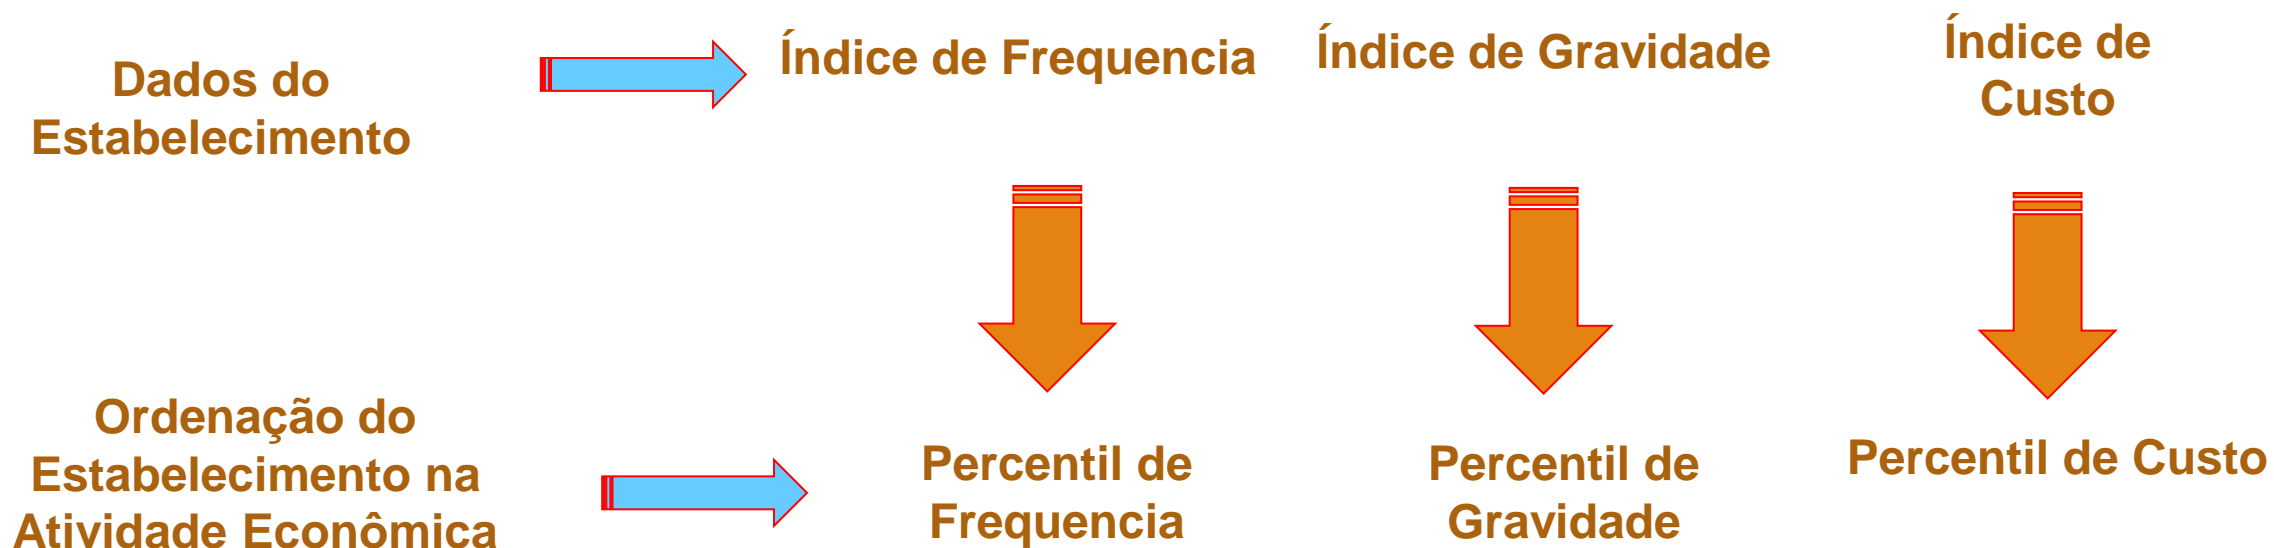 Dados do
Estabelecimento
Índice de Frequencia
Índice de Gravidade
Índice de
Custo
Ordenação do
Estabelecimento na
Atividade Econômica
Percentil de
Frequencia
Percentil de
Gravidade
Percentil de Custo